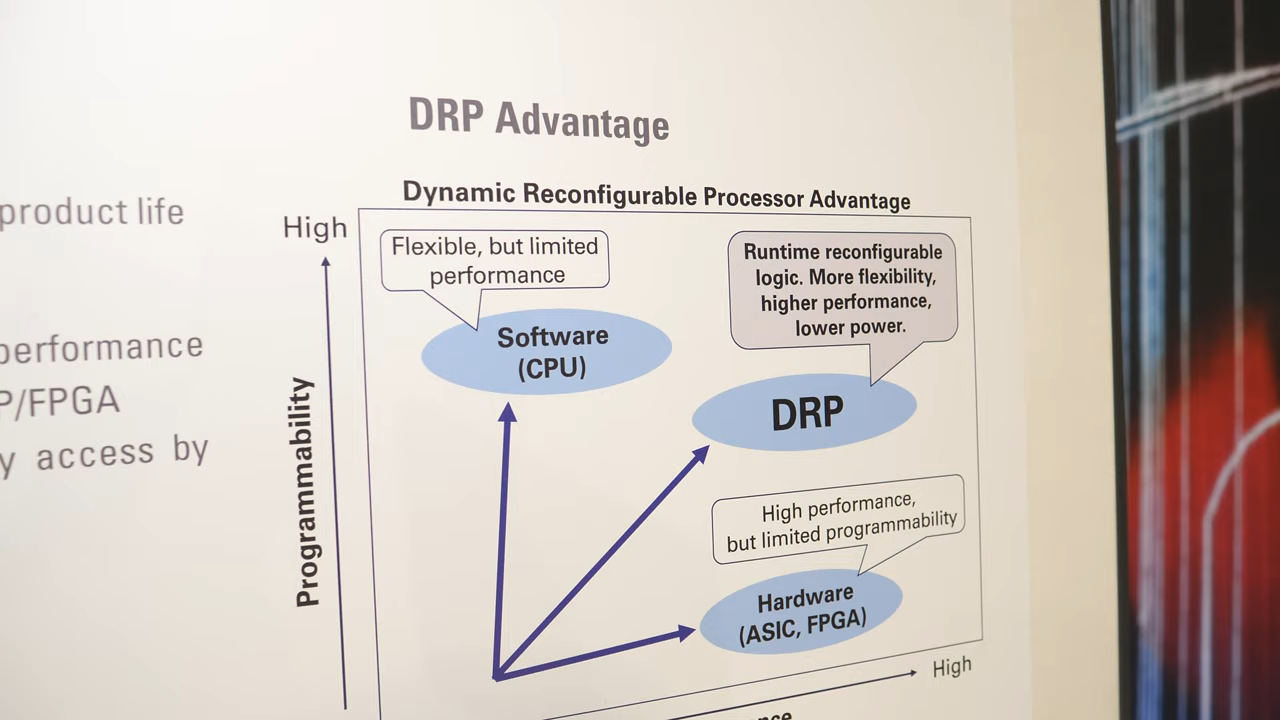 DRP Advantage
product life
performance
P/FPGA
y access by
Dynamic Reconfigurable Processor Advantage
High
Programmability
Flexible, but limited
performance
Software
(CPU)
Runtime reconfigurable
logic. More flexibility,
higher performance,
lower power.
DRP
High performance,
but limited programmability
Hardware
(ASIC, FPGA)
High